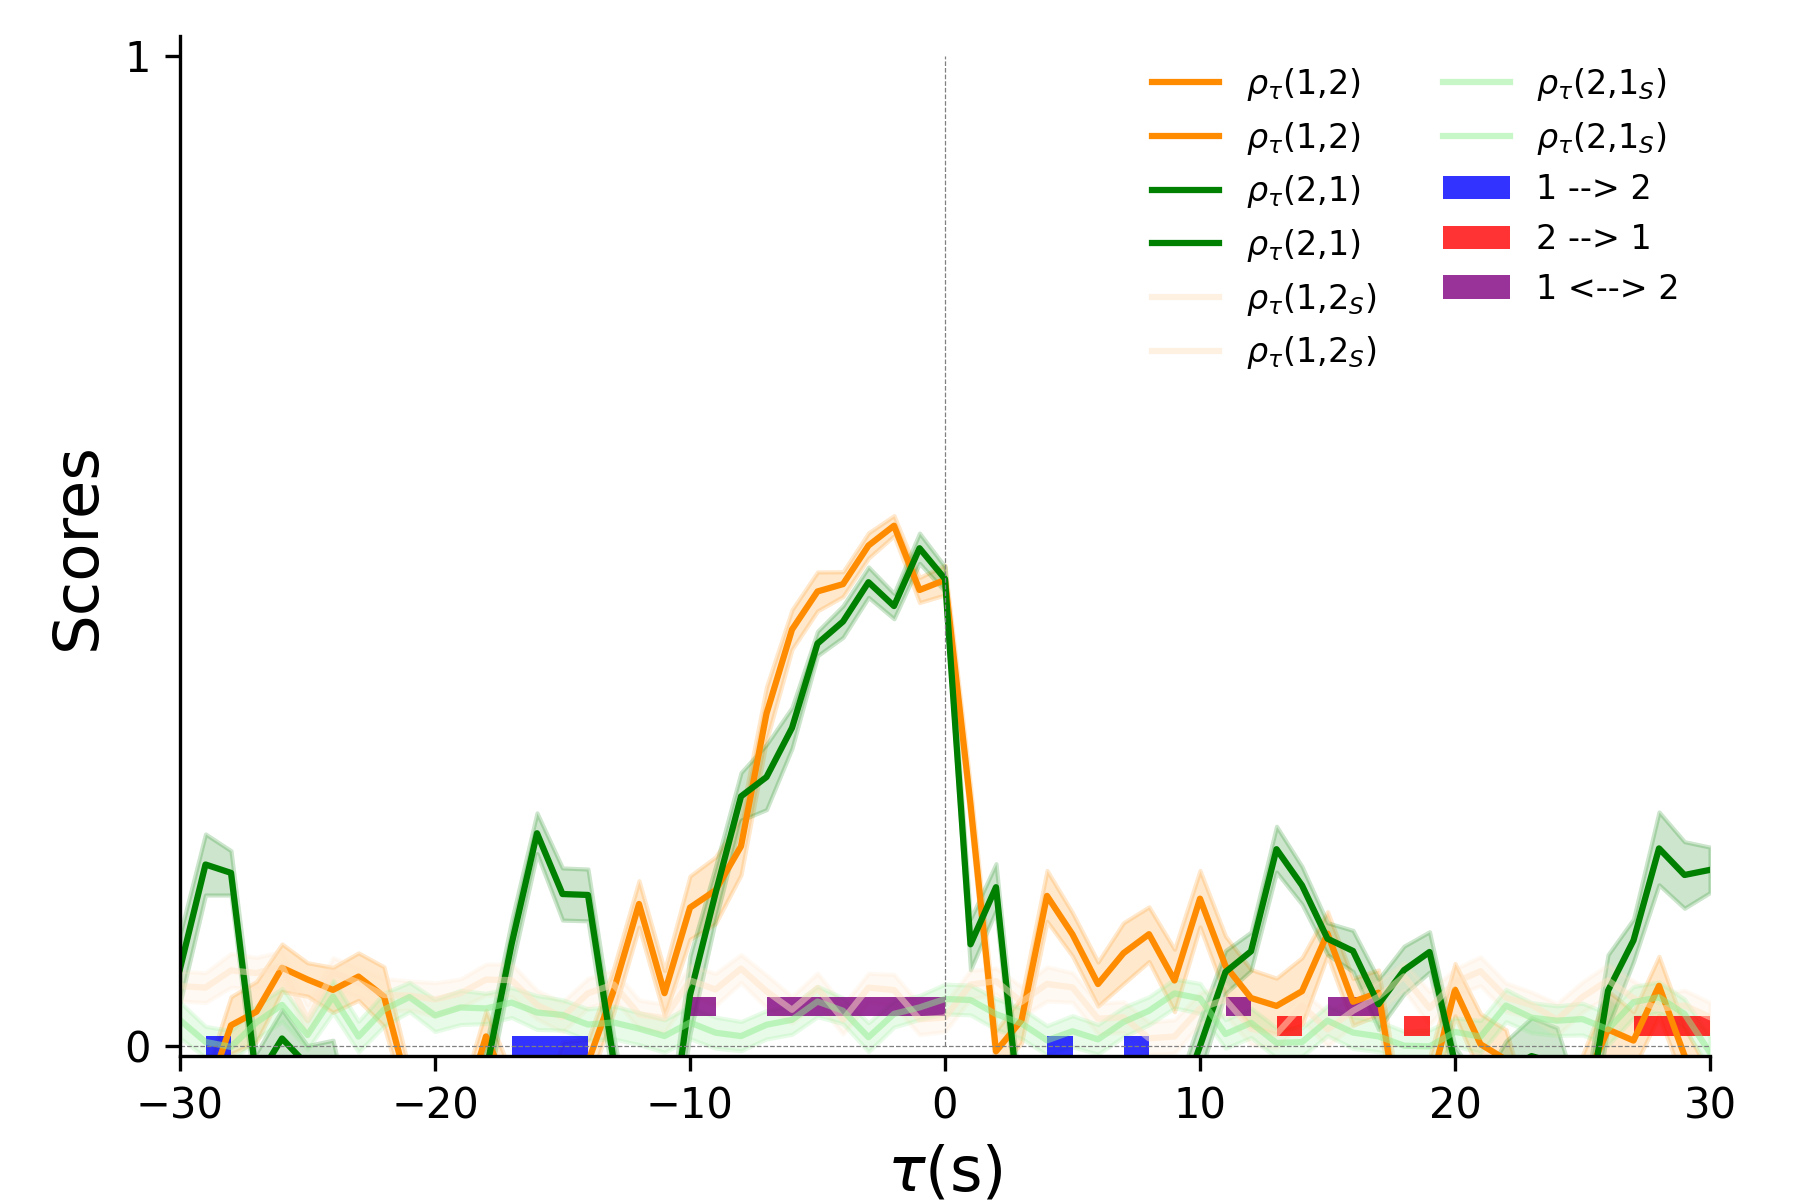 1
ρτ(1,2)
ρτ(1,2)
ρτ(2,1)
ρτ(2,1)
ρτ(1,2S)
ρτ(1,2S)
ρτ(2,1S)
ρτ(2,1S)
1 --> 2
2 --> 1
1 <--> 2
Scores
0
−30 −20 −10 0 10 20 30
τ(s)